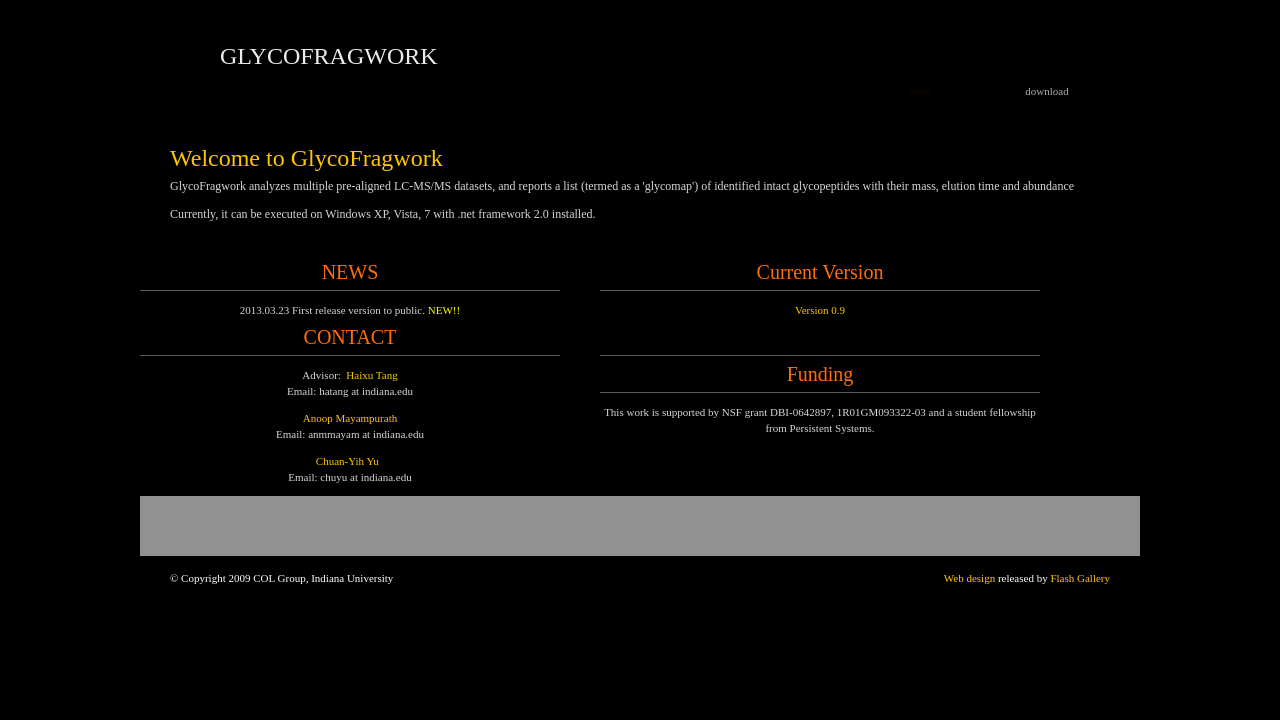 GLYCOFRAGWORK
download
Welcome to GlycoFragwork
GlycoFragwork analyzes multiple pre-aligned LC-MS/MS datasets, and reports a list (termed as a 'glycomap') of identified intact glycopeptides with their mass, elution time and abundance
Currently, it can be executed on Windows XP, Vista, 7 with .net framework 2.0 installed.
NEWS
2013.03.23 First release version to public. NEW!!
CONTACT
Advisor: Haixu Tang
Email: hatang at indiana.edu
Anoop Mayampurath
Email: anmmayam at indiana.edu
Chuan-Yih Yu
Email: chuyu at indiana.edu
Current Version
Version 0.9
Funding
This work is supported by NSF grant DBI-0642897, 1R01GM093322-03 and a student fellowship
from Persistent Systems.
© Copyright 2009 COL Group, Indiana University
Web design released by Flash Gallery